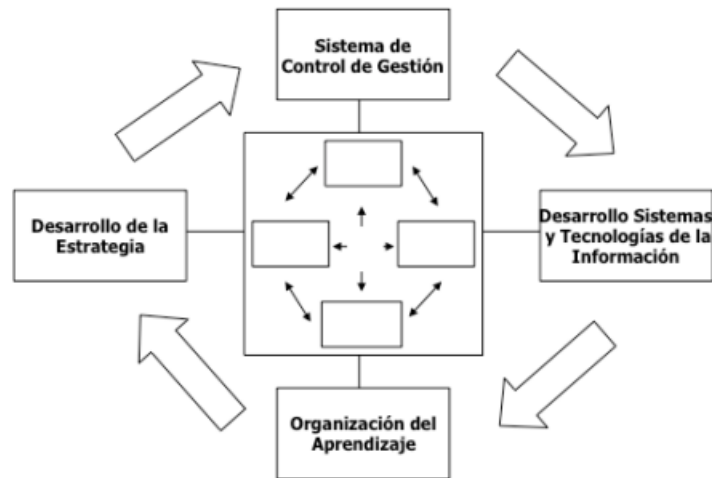 Sistema de
Control de Gestión
Desarrollo de la
Estrategia
Desarrollo Sistemas
y Tecnologías de la
Información
Organización del
Aprendizaje